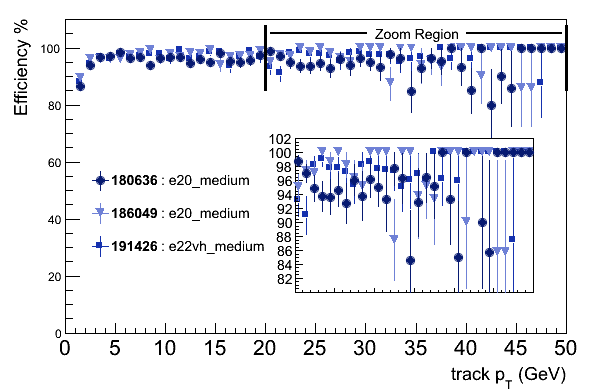 Efficiency %
100
80
60
40
20
0
Zoom Region
180636 : e20_medium
186049 : e20_medium
191426 : e22vh_medium
102
100
98
96
94
92
90
88
86
84
82
0 5 10 15 20 25 30 35 40 45 50
track pT (GeV)